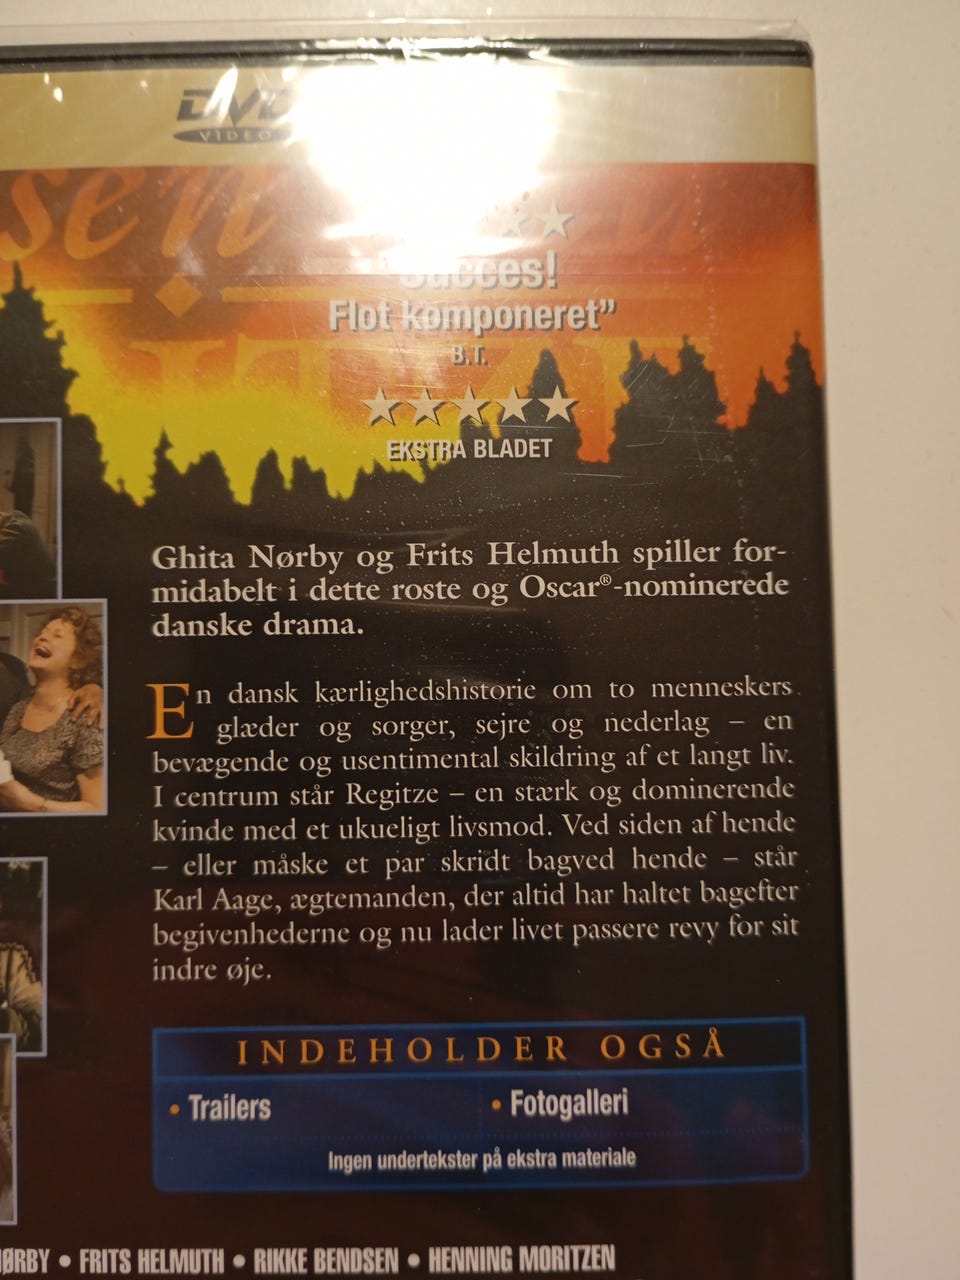 DVD
VIDEO
sen
Succes!
Flot komponeret”
B.T.
EKSTRA BLADET
Ghita Nørby og Frits Helmuth spiller for-
midabelt i dette roste og Oscar®-nominerede
danske drama.
En dansk kærlighedshistorie om to menneskers
glæder og sorger, sejre og nederlag – en
bevægende og usentimental skildring af et langt liv.
I centrum står Regitze – en stærk og dominerende
kvinde med et ukueligt livsmod. Ved siden af hende
– eller måske et par skridt bagved hende – står
Karl Aage, ægtemanden, der altid har haltet bagefter
begivenhederne og nu lader livet passere revy for sit
indre øje.
INDEHOLDER OGSÅ
• Trailers
• Fotogalleri
Ingen undertekster på ekstra materiale
ØRBY • FRITS HELMUTH • RIKKE BENDSEN • HENNING MORITZEN